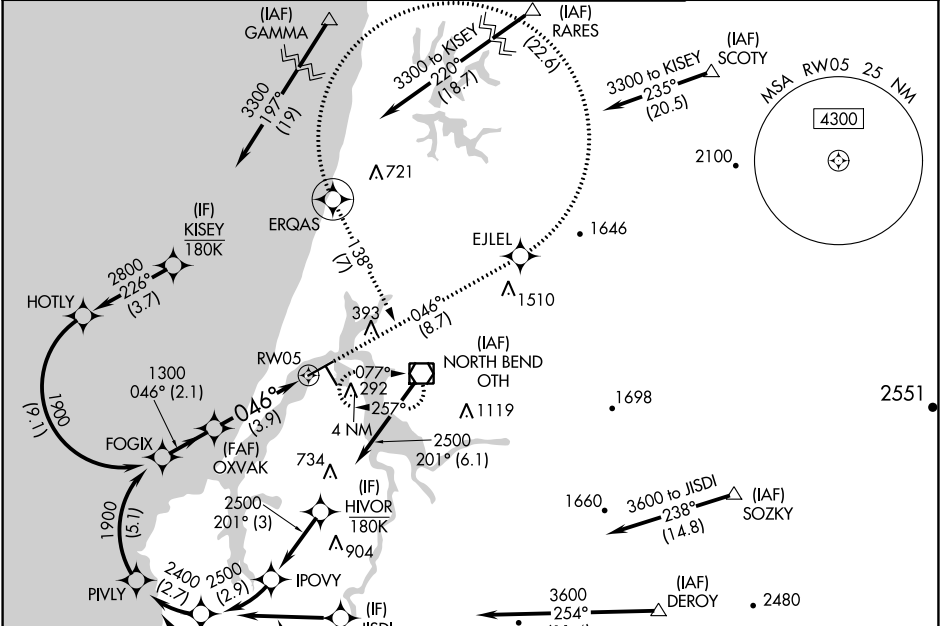 (IAF)
GAMMA
3300
197°
(19)
3300 to KISEY
220°
(18.7)
(IAF)
RARES
(22.6)
3300 to KISEY
235°
(20.5)
(IAF)
SCOTY
MSA RW05 25 NM
4300
2100
721
ERQAS
138°
(7)
EJLEL
1646
1510
(IF)
KISEY
180K
2800
226°
(3.7)
HOTLY
1900
(9.1)
393
046°
(8.7)
RW05
(IAF)
NORTH BEND
OTH
077°
292
257°
4 NM
1119
1698
2551
1300
046° (2.1)
046°
(3.9)
FOGIX
(FAF)
OXVAK
2500
201° (6.1)
734
(IF)
HIVOR
180K
2500
201° (3)
904
1660
3600 to JISDI
238°
(14.8)
(IAF)
SOZKY
1900
(5.1)
PIVLY
2400
(2.7)
2500
(2.9)
IPOVY
(IF)
3600
254°
(IAF)
DEROY
2480